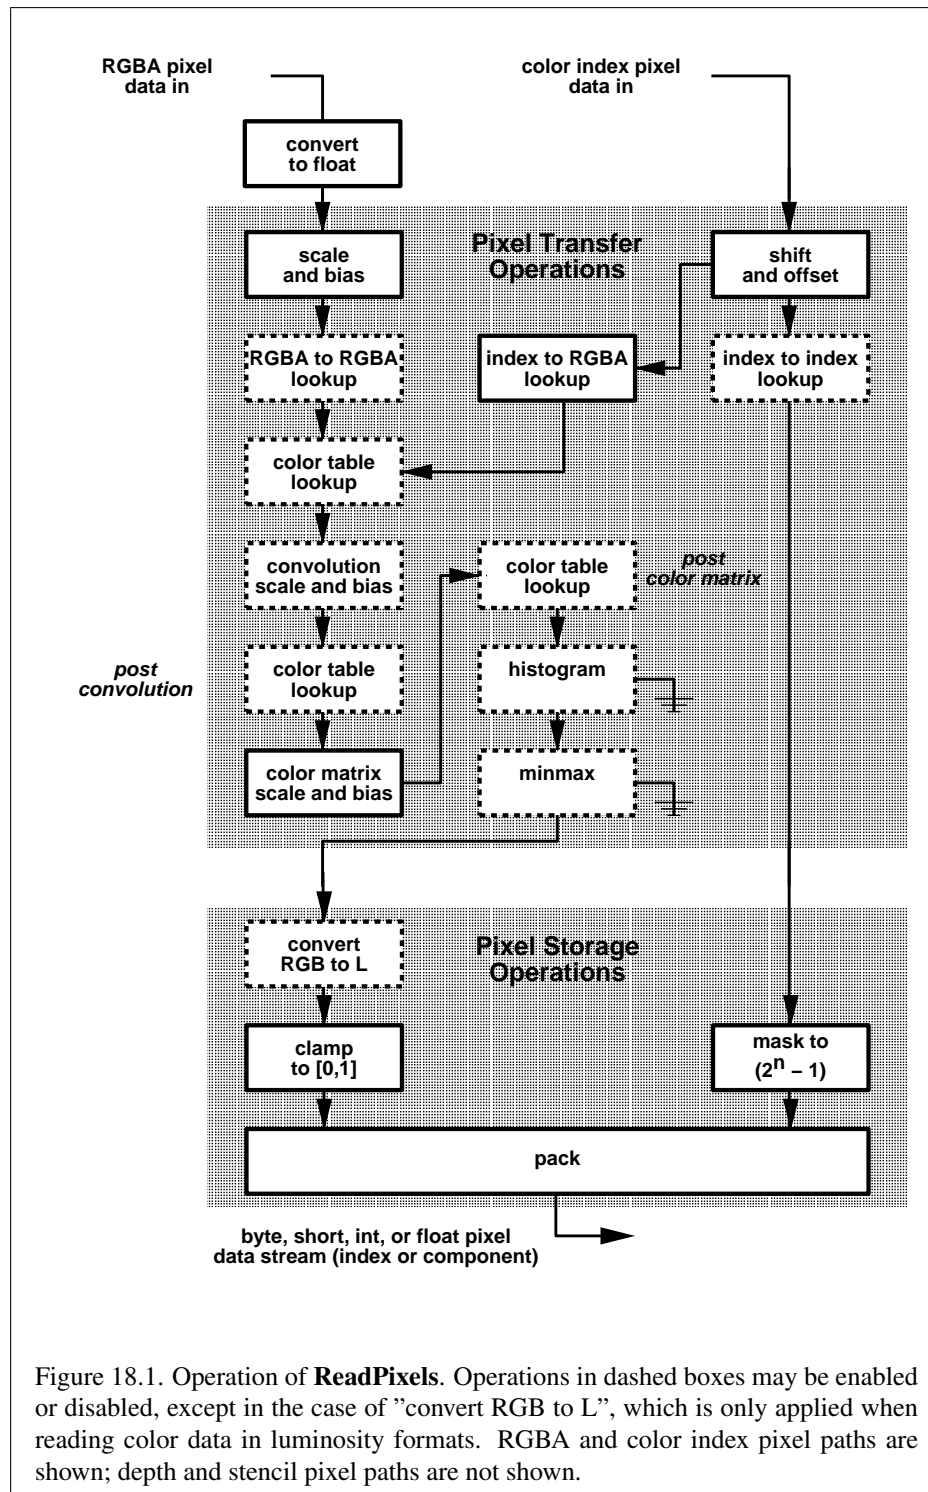 RGBA pixel
data in
color index pixel
data in
convert
to float
Pixel Transfer
Operations
scale
and bias
shift
and offset
RGBA to RGBA
lookup
index to RGBA
lookup
index to index
lookup
color table
lookup
convolution
scale and bias
color table
lookup
post
color matrix
post
convolution
color table
lookup
histogram
color matrix
scale and bias
minmax
convert
RGB to L
Pixel Storage
Operations
clamp
to [0,1]
mask to
(2^n – 1)
pack
byte, short, int, or float pixel
data stream (index or component)
Figure 18.1. Operation of ReadPixels. Operations in dashed boxes may be enabled
or disabled, except in the case of ”convert RGB to L”, which is only applied when
reading color data in luminosity formats. RGBA and color index pixel paths are
shown; depth and stencil pixel paths are not shown.